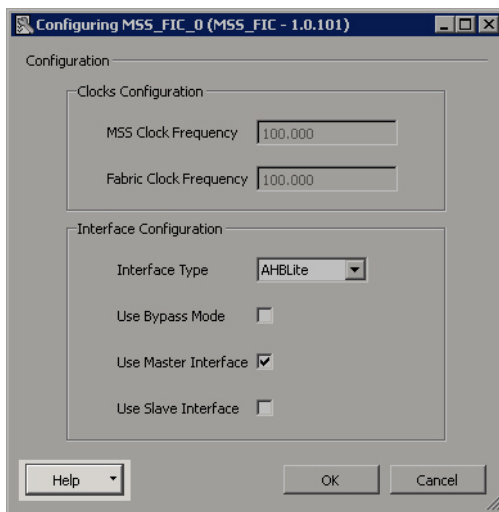 Configuring MSS_FIC_0 (MSS_FIC - 1.0.101)
Configuration
Clocks Configuration
MSS Clock Frequency 100.000
Fabric Clock Frequency 100.000
Interface Configuration
Interface Type AHBLite
Use Bypass Mode
Use Master Interface
Use Slave Interface
Help OK Cancel